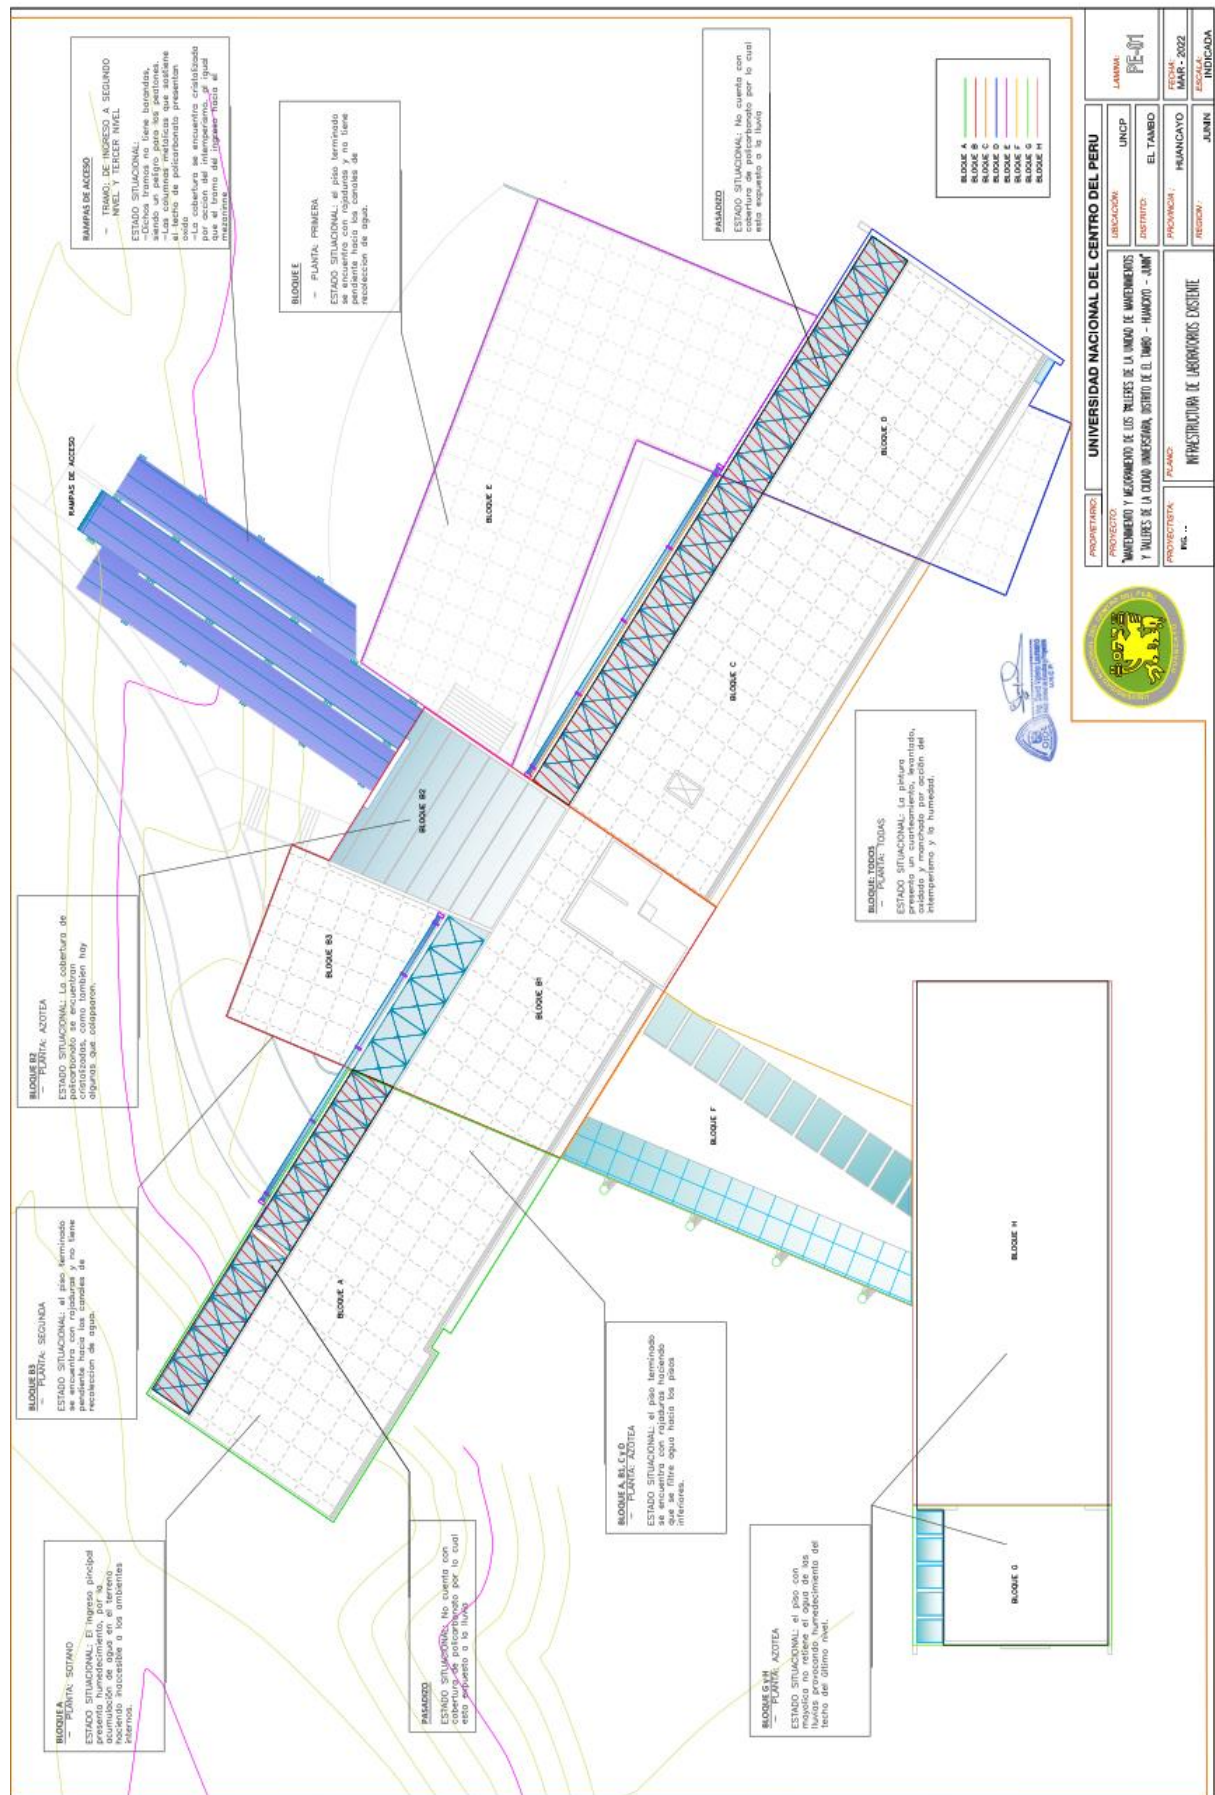 RAMPAS DE ACCESO
– TRAMO: DE INGRESO A SEGUNDO
NIVEL Y TERCER NIVEL
ESTADO SITUACIONAL:
–Dichos tramos no tiene barandas,
siendo un peligro para los peatones.
–Las columnas metalicas que sostiene
el techo de policarbonato presentan
oxido
–La cobertura se encuentra cristalizada
por accion del intemperismo, al igual
que el tramo del ingreso hacia el
mezaninne
BLOQUE E
– PLANTA: PRIMERA
ESTADO SITUACIONAL: el piso terminado
se encuentra con rajaduras y no tiene
pendiente hacia los canales de
recoleccion de agua.
PASADIZO
ESTADO SITUACIONAL: No cuenta con
cobertura de policarbonato por lo cual
esta expuesto a la lluvia
BLOQUE A
BLOQUE B
BLOQUE C
BLOQUE D
BLOQUE E
BLOQUE F
BLOQUE G
BLOQUE H
RAMPAS DE ACCESO
BLOQUE E
BLOQUE D
BLOQUE C
BLOQUE B2
BLOQUE B3
BLOQUE B1
BLOQUE A
BLOQUE F
BLOQUE H
BLOQUE G
BLOQUE B2
– PLANTA: AZOTEA
ESTADO SITUACIONAL: La cobertura de
policarbonato se encuentran
cristalizadas, como tambien hay
algunas que colapsaron.
BLOQUE B3
– PLANTA: SEGUNDA
ESTADO SITUACIONAL: el piso terminado
se encuentra con rajaduras y no tiene
pendiente hacia los canales de
recoleccion de agua.
BLOQUE A
– PLANTA: SOTANO
ESTADO SITUACIONAL: El ingreso pincipal
presenta humedecimiento, por la
acumulación de agua en el terreno
haciendo inaccesible a los ambientes
internos.
PASADIZO
ESTADO SITUACIONAL: No cuenta con
cobertura de policarbonato por lo cual
esta expuesto a la lluvia
BLOQUE A, B1, C y D
– PLANTA: AZOTEA
ESTADO SITUACIONAL: el piso terminado
se encuentra con rajaduras haciendo
que se filtre agua hacia los pisos
inferiores.
BLOQUE G y H
– PLANTA: AZOTEA
ESTADO SITUACIONAL: el piso con
mayolica no retiene el agua de las
lluvias provocando humedecimiento del
techo del último nivel.
BLOQUE: TODOS
– PLANTA: TODAS
ESTADO SITUACIONAL: La pintura
presenta un cuarteamiento, levantado,
oxidado y manchado por acción del
intemperismo y la humedad.
PROPIETARIO:
UNIVERSIDAD NACIONAL DEL CENTRO DEL PERU
PROYECTO:
"MANTENIMIENTO Y MEJORAMIENTO DE LOS TALLERES DE LA UNIDAD DE MANTENIMIENTOS
Y TALLERES DE LA CIUDAD UNIVERSITARIA, DISTRITO DE EL TAMBO - HUANCAYO - JUNIN"
PROYECTISTA:
ING. --
PLANO:
INFRAESTRUCTURA DE LABORATORIOS EXISTENTE
UBICACIÓN:
UNCP
DISTRITO:
EL TAMBO
PROVINCIA:
HUANCAYO
REGION:
JUNIN
LAMINA:
PE-01
FECHA:
MAR - 2022
ESCALA:
INDICADA